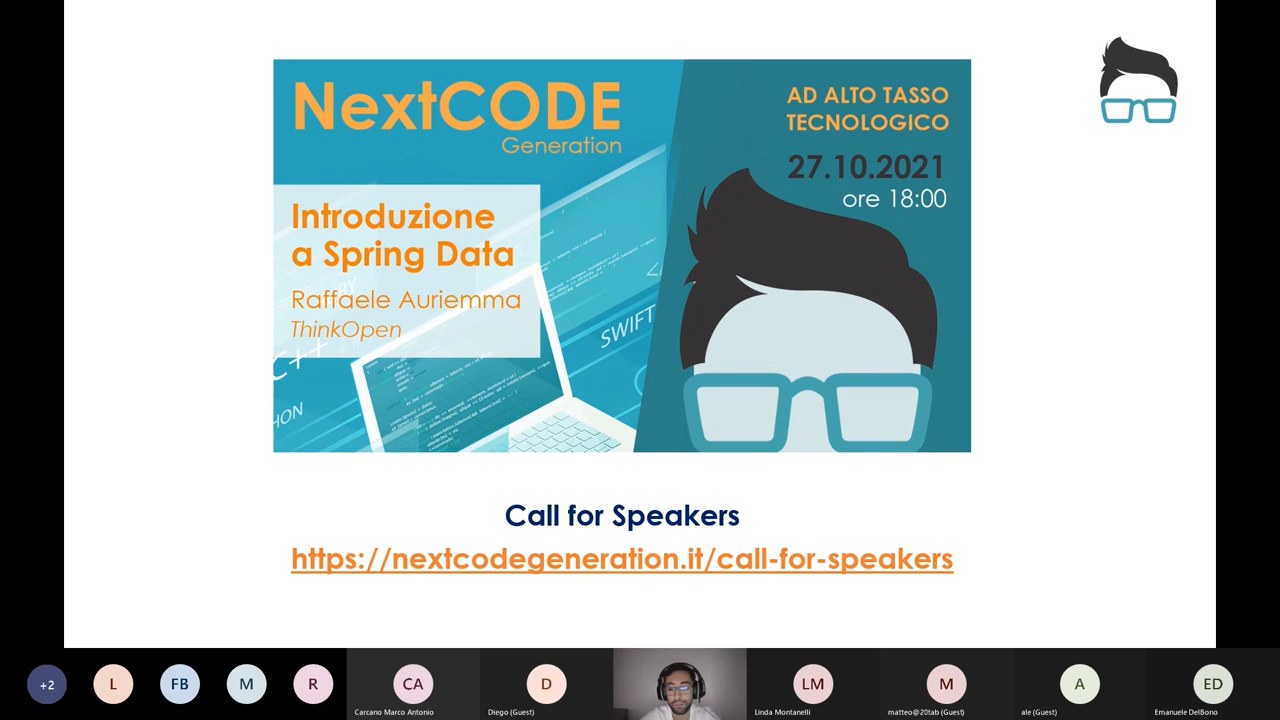 NextCODE
Generation
AD ALTO TASSO
TECNOLOGICO
27.10.2021
ore 18:00
Introduzione
a Spring Data
Raffaele Auriemma
ThinkOpen
SWIFT
C++
Call for Speakers
https://nextcodegeneration.it/call-for-speakers
+2
L
FB
M
R
CA
D
LM
M
A
ED
Carcano Marco Antonio
Diego (Guest)
Linda Montanelli
matteo@20tab (Guest)
ale (Guest)
Emanuele DelBono